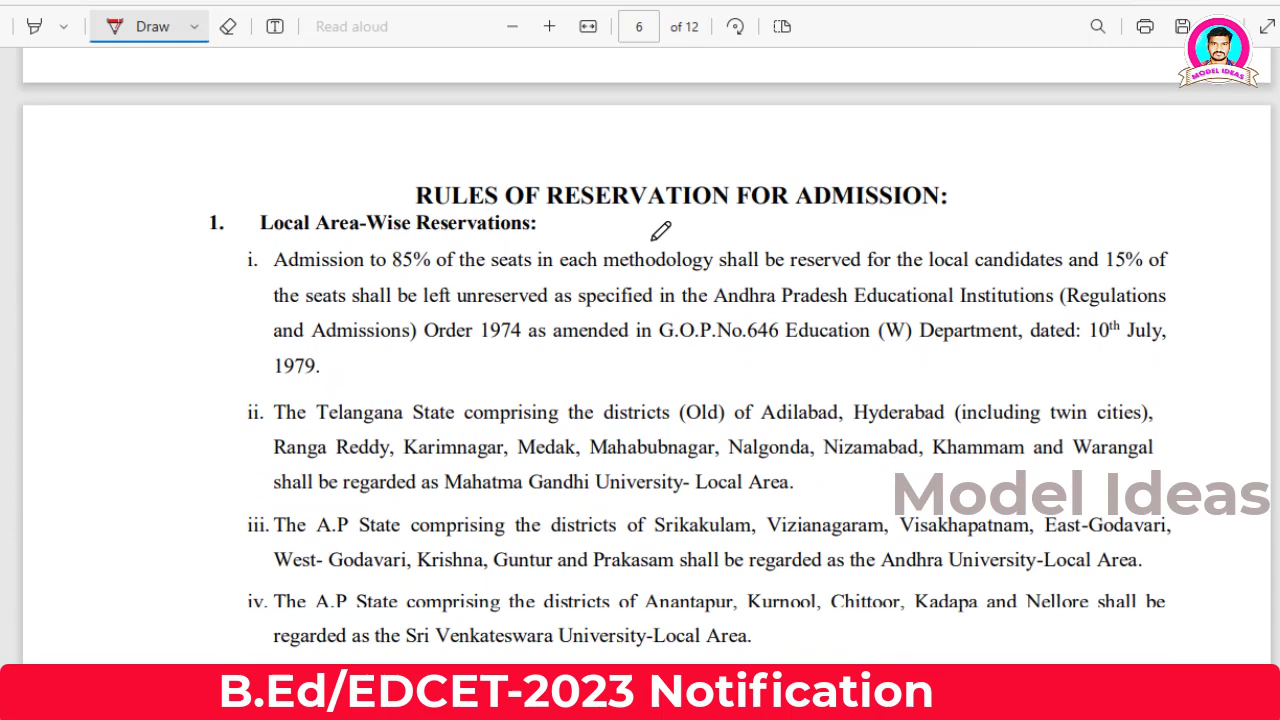 Draw
Read aloud
6
of 12
MODEL IDEAS
RULES OF RESERVATION FOR ADMISSION:
1. Local Area-Wise Reservations:
i. Admission to 85% of the seats in each methodology shall be reserved for the local candidates and 15% of
the seats shall be left unreserved as specified in the Andhra Pradesh Educational Institutions (Regulations
and Admissions) Order 1974 as amended in G.O.P.No.646 Education (W) Department, dated: 10th July,
1979.
ii. The Telangana State comprising the districts (Old) of Adilabad, Hyderabad (including twin cities),
Ranga Reddy, Karimnagar, Medak, Mahabubnagar, Nalgonda, Nizamabad, Khammam and Warangal
shall be regarded as Mahatma Gandhi University- Local Area.
Model Ideas
iii. The A.P State comprising the districts of Srikakulam, Vizianagaram, Visakhapatnam, East-Godavari,
West- Godavari, Krishna, Guntur and Prakasam shall be regarded as the Andhra University-Local Area.
iv. The A.P State comprising the districts of Anantapur, Kurnool, Chittoor, Kadapa and Nellore shall be
regarded as the Sri Venkateswara University-Local Area.
B.Ed/EDCET-2023 Notification